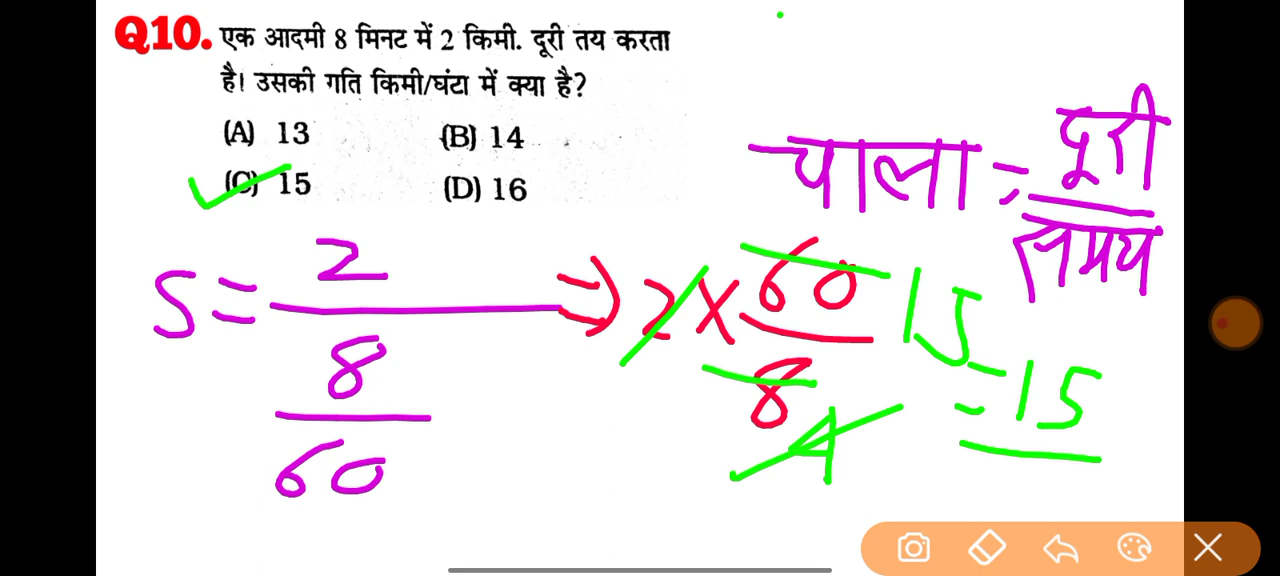 Q10. एक आदमी 8 मिनट में 2 किमी. दूरी तय करता
है। उसकी गति किमी/घंटा में क्या है?
(A) 13 (B) 14
(C) 15 (D) 16
चाला = दूरी
समय
S = 2
8
60
⇒ 2 × 60
8
4
15
= 15